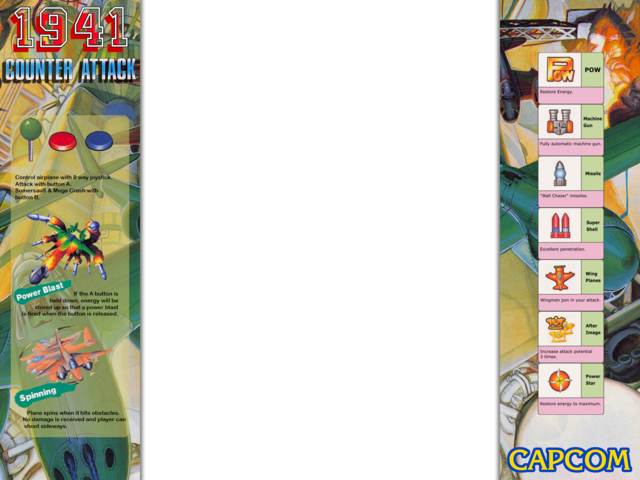 1941
COUNTER ATTACK
Control airplane with 8 way joystick.
Attack with button A.
Somersault & Mega Crash with
button B.
Power Blast
If the A button is
held down, energy will be
stored up so that a power blast
is fired when the button is released.
Spinning
Plane spins when it hits obstacles.
No damage is received and player can
shoot sideways.
POW
POW
Restore Energy.
Machine
Gun
Fully automatic machine gun.
Missile
"Wall Chaser" missiles.
Super
Shell
Excellent penetration.
Wing
Planes
Wingmen join in your attack.
After
Image
Increase attack potential
3 times.
Power
Star
Restore energy to maximum.
CAPCOM